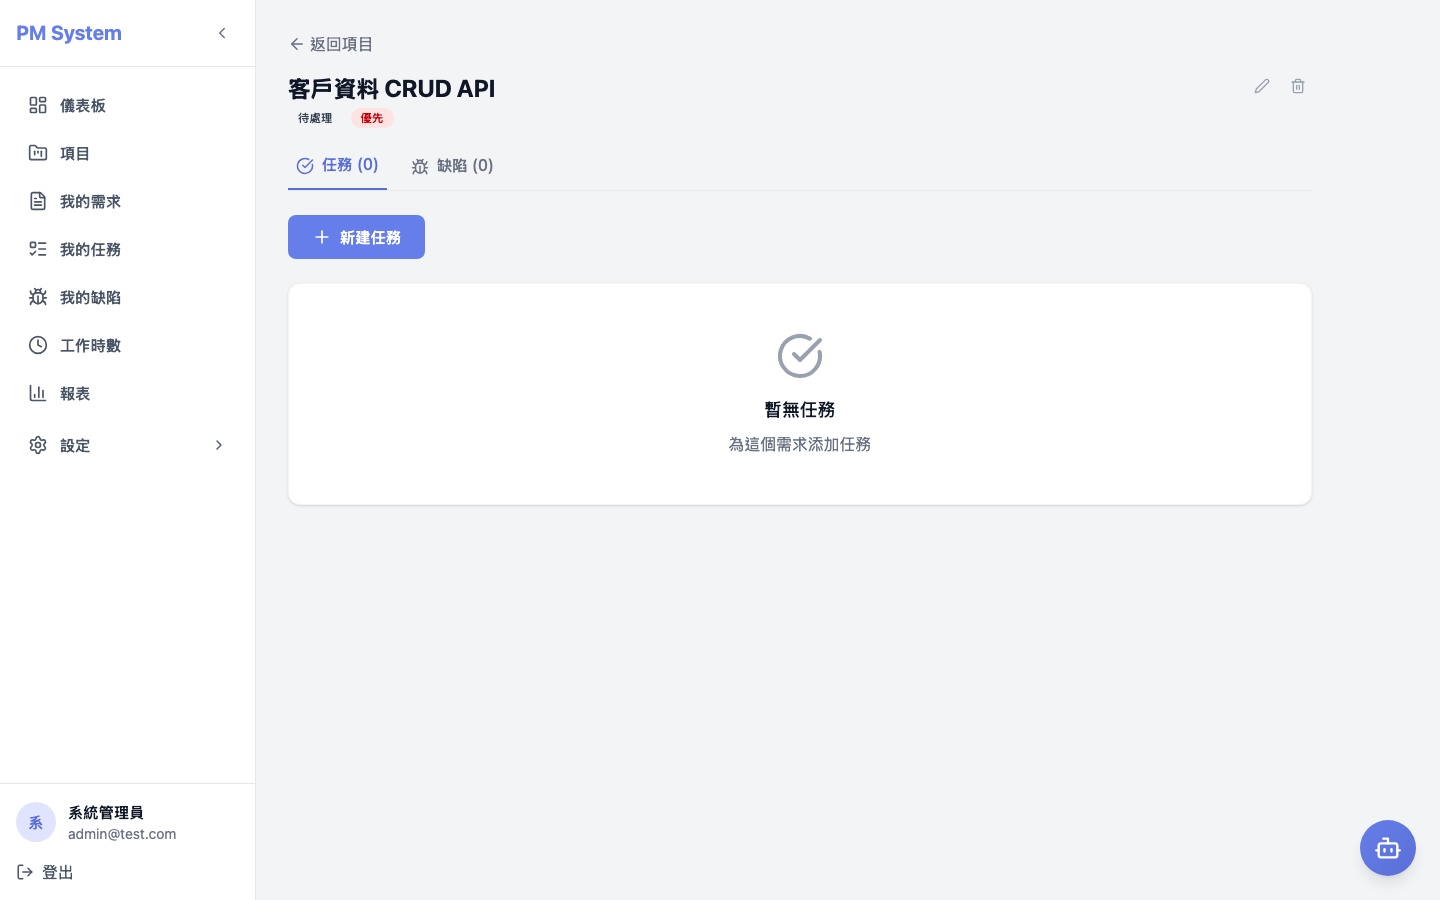 PM System
儀表板
項目
我的需求
我的任務
我的缺陷
工作時數
報表
設定
系
系統管理員
admin@test.com
登出
返回項目
客戶資料 CRUD API
待處理
優先
任務 (0)
缺陷 (0)
新建任務
暫無任務
為這個需求添加任務